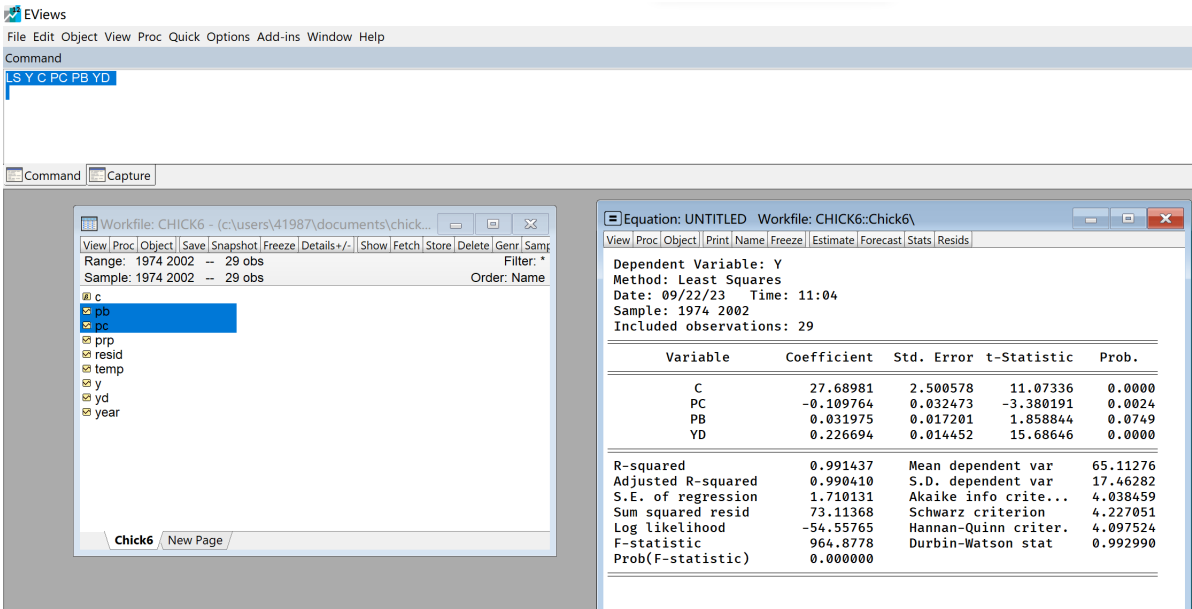 EViews
File Edit Object View Proc Quick Options Add-ins Window Help
Command
LS Y C PC PB YD
Command Capture
Workfile: CHICK6 - (c:\users\41987\documents\chick...
View Proc Object Save Snapshot Freeze Details+/- Show Fetch Store Delete Genr Samp
Range: 1974 2002 -- 29 obs Filter: *
Sample: 1974 2002 -- 29 obs Order: Name
c
pb
pc
prp
resid
temp
y
yd
year
Chick6 New Page
Equation: UNTITLED Workfile: CHICK6::Chick6\
View Proc Object Print Name Freeze Estimate Forecast Stats Resids
Dependent Variable: Y
Method: Least Squares
Date: 09/22/23 Time: 11:04
Sample: 1974 2002
Included observations: 29
Variable Coefficient Std. Error t-Statistic Prob.
C 27.68981 2.500578 11.07336 0.0000
PC -0.109764 0.032473 -3.380191 0.0024
PB 0.031975 0.017201 1.858844 0.0749
YD 0.226694 0.014452 15.68646 0.0000
R-squared 0.991437 Mean dependent var 65.11276
Adjusted R-squared 0.990410 S.D. dependent var 17.46282
S.E. of regression 1.710131 Akaike info crite... 4.038459
Sum squared resid 73.11368 Schwarz criterion 4.227051
Log likelihood -54.55765 Hannan-Quinn criter. 4.097524
F-statistic 964.8778 Durbin-Watson stat 0.992990
Prob(F-statistic) 0.000000